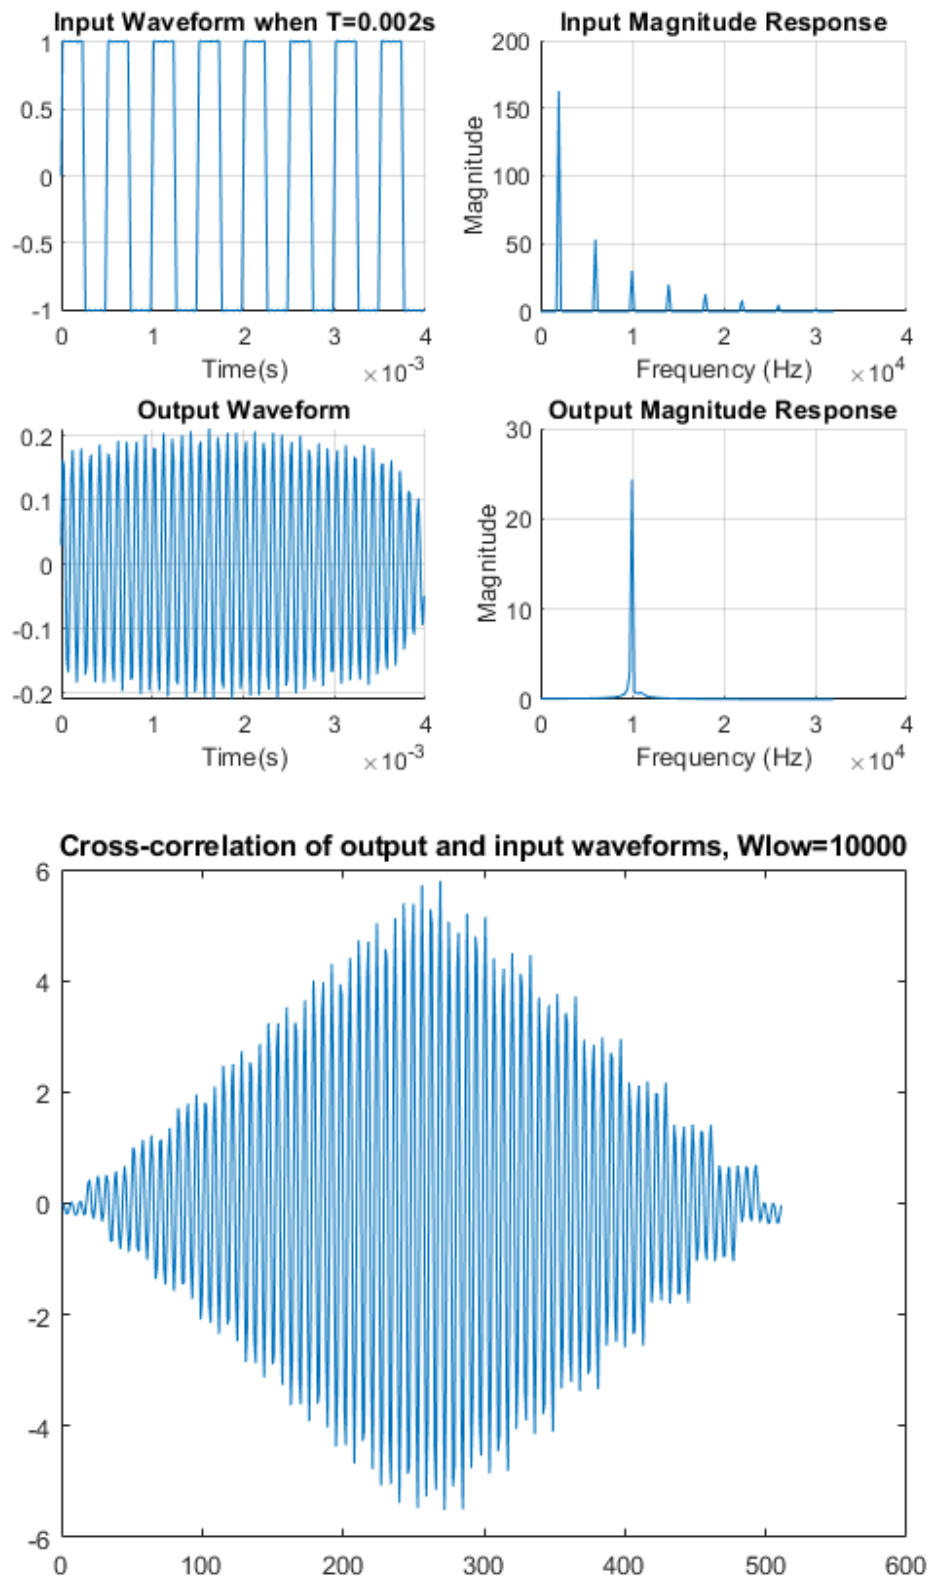 Input Waveform when T=0.002s
1
0.5
0
-0.5
-1
0 1 2 3 4
Time(s) ×10⁻³
Input Magnitude Response
200
150
100
50
0
Magnitude
0 1 2 3 4
Frequency (Hz) ×10⁴
Output Waveform
0.2
0.1
0
-0.1
-0.2
0 1 2 3 4
Time(s) ×10⁻³
Output Magnitude Response
30
20
10
0
Magnitude
0 1 2 3 4
Frequency (Hz) ×10⁴
Cross-correlation of output and input waveforms, Wlow=10000
6
4
2
0
-2
-4
-6
0 100 200 300 400 500 600